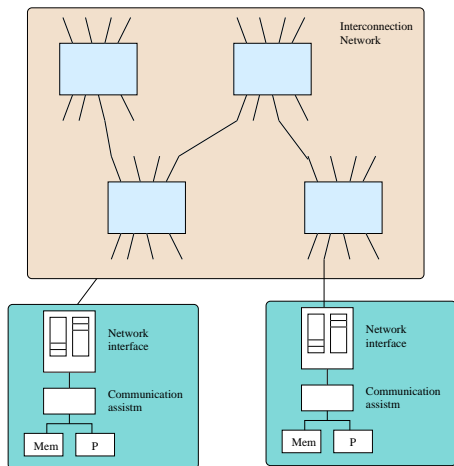 Interconnection
Network
Network
interface
Communication
assistm
Mem
P
Network
interface
Communication
assistm
Mem
P